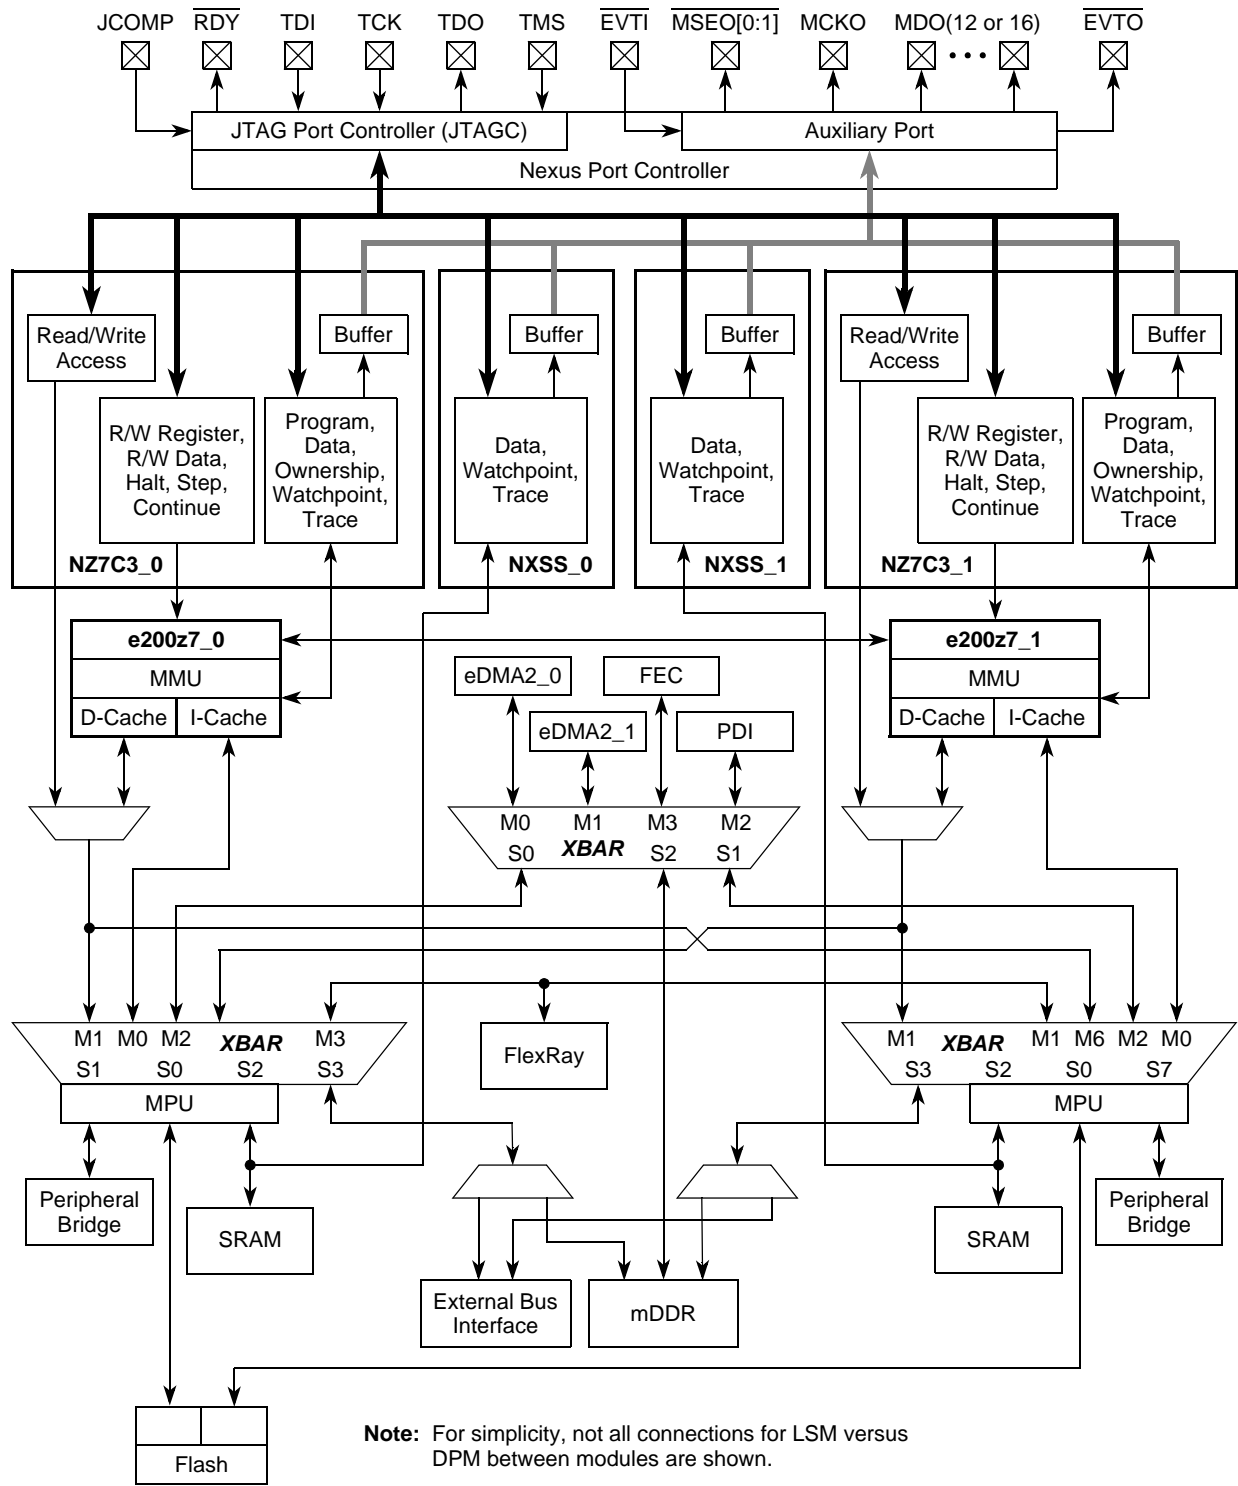 JCOMP RDY TDI TCK TDO TMS EVTI MSEO[0:1] MCKO MDO(12 or 16) EVTO
JTAG Port Controller (JTAGC)
Auxiliary Port
Nexus Port Controller
Read/Write
Access
Buffer
R/W Register,
R/W Data,
Halt, Step,
Continue
Program,
Data,
Ownership,
Watchpoint,
Trace
NZ7C3_0
Buffer
Data,
Watchpoint,
Trace
NXSS_0
Buffer
Data,
Watchpoint,
Trace
NXSS_1
Read/Write
Access
Buffer
R/W Register,
R/W Data,
Halt, Step,
Continue
Program,
Data,
Ownership,
Watchpoint,
Trace
NZ7C3_1
e200z7_0
MMU
D-Cache I-Cache
e200z7_1
MMU
D-Cache I-Cache
eDMA2_0
FEC
eDMA2_1
PDI
M0 M1 M3 M2
S0 XBAR S2 S1
M1 M0 M2 XBAR M3
S1 S0 S2 S3
MPU
FlexRay
M1 XBAR M1 M6 M2 M0
S3 S2 S0 S7
MPU
Peripheral
Bridge
SRAM
SRAM
Peripheral
Bridge
External Bus
Interface
mDDR
Flash
Note: For simplicity, not all connections for LSM versus
DPM between modules are shown.